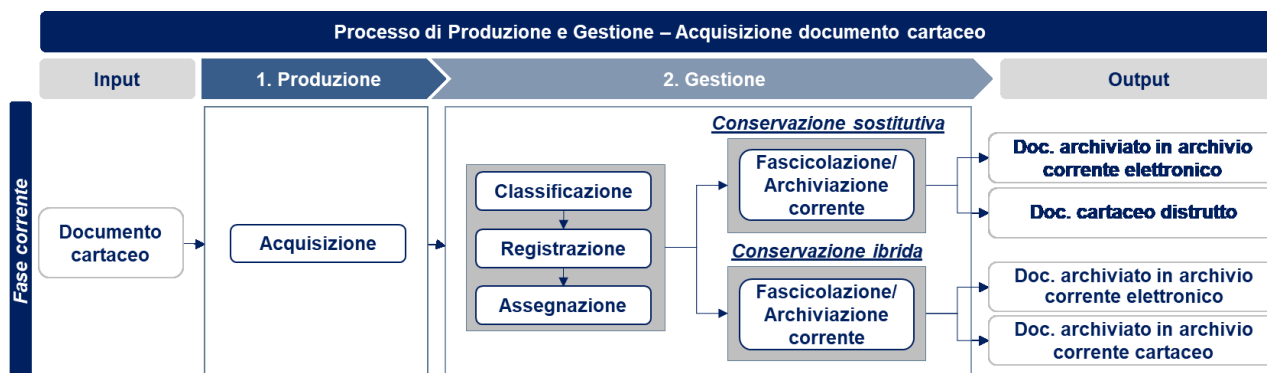 Processo di Produzione e Gestione – Acquisizione documento cartaceo
Input
1. Produzione
2. Gestione
Output
Fase corrente
Documento
cartaceo
Acquisizione
Classificazione
Registrazione
Assegnazione
Conservazione sostitutiva
Fascicolazione/
Archiviazione
corrente
Conservazione ibrida
Fascicolazione/
Archiviazione
corrente
Doc. archiviato in archivio
corrente elettronico
Doc. cartaceo distrutto
Doc. archiviato in archivio
corrente elettronico
Doc. archiviato in archivio
corrente cartaceo